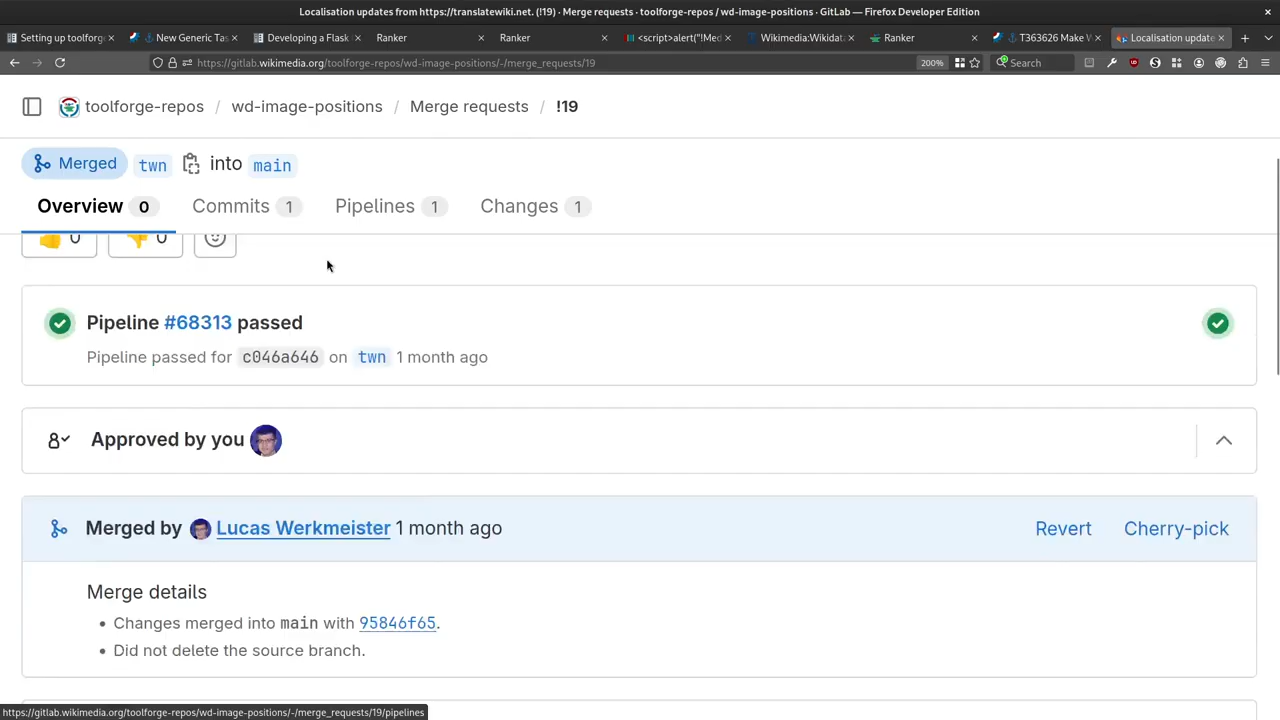 Localisation updates from https://translatewiki.net. (!19) · Merge requests · toolforge-repos / wd-image-positions · GitLab — Firefox Developer Edition
Setting up toolforg
New Generic Tas
Developing a Flask
Ranker
Ranker
<script>alert("!Med
Wikimedia:Wikidat
Ranker
T363626 Make V
Localisation update
https://gitlab.wikimedia.org/toolforge-repos/wd-image-positions/-/merge_requests/19
200%
Search
toolforge-repos / wd-image-positions / Merge requests / !19
Merged twn into main
Overview 0 Commits 1 Pipelines 1 Changes 1
0 0
Pipeline #68313 passed
Pipeline passed for c046a646 on twn 1 month ago
Approved by you
Merged by Lucas Werkmeister 1 month ago Revert Cherry-pick
Merge details
• Changes merged into main with 95846f65.
• Did not delete the source branch.
https://gitlab.wikimedia.org/toolforge-repos/wd-image-positions/-/merge_requests/19/pipelines